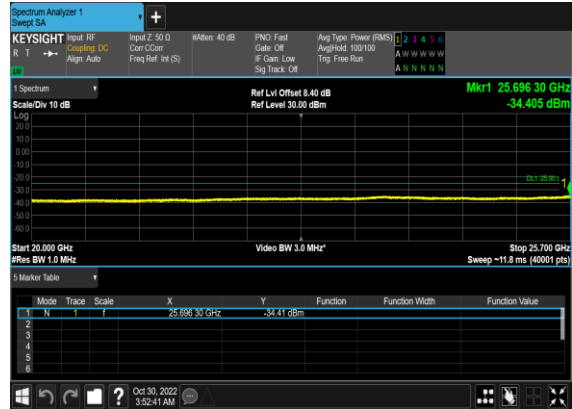 Spectrum Analyzer 1
Swept SA
+
KEYSIGHT Input: RF Input Z: 50 Ω #Atten: 40 dB PNO: Fast Avg Type: Power (RMS) 1 2 3 4 5 6
R T Coupling: DC Corr CCorr Gate: Off Avg|Hold: 100/100 A W W W W W
Align: Auto Freq Ref: Int (S) IF Gain: Low Trig: Free Run
Sig Track: Off A N N N N N
1 Spectrum Ref Lvl Offset 8.40 dB Mkr1 25.696 30 GHz
Scale/Div 10 dB Ref Level 30.00 dBm -34.405 dBm
Log
20.0
10.0
0.00
-10.0
-20.0
DL1 -25.00
-30.0
1
-40.0
-50.0
-60.0
Start 20.000 GHz Video BW 3.0 MHz* Stop 25.700 GHz
#Res BW 1.0 MHz Sweep ~11.8 ms (40001 pts)
5 Marker Table
Mode Trace Scale X Y Function Function Width Function Value
1 N 1 f 25.696 30 GHz -34.41 dBm
2
3
4
5
6
? Oct 30, 2022
3:52:41 AM